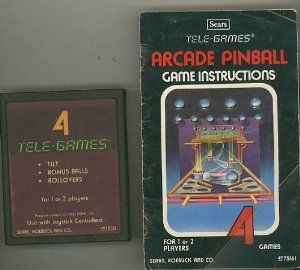 4
TELE-GAMES
• TILT
• BONUS BALLS
• ROLLOVERS
FOR 1 or 2 PLAYERS
Use with Joystick Controllers
SEARS, ROEBUCK AND CO.
Sears
TELE-GAMES®
ARCADE PINBALL
GAME INSTRUCTIONS
FOR 1 or 2
PLAYERS
4 GAMES
SEARS, ROEBUCK AND CO.